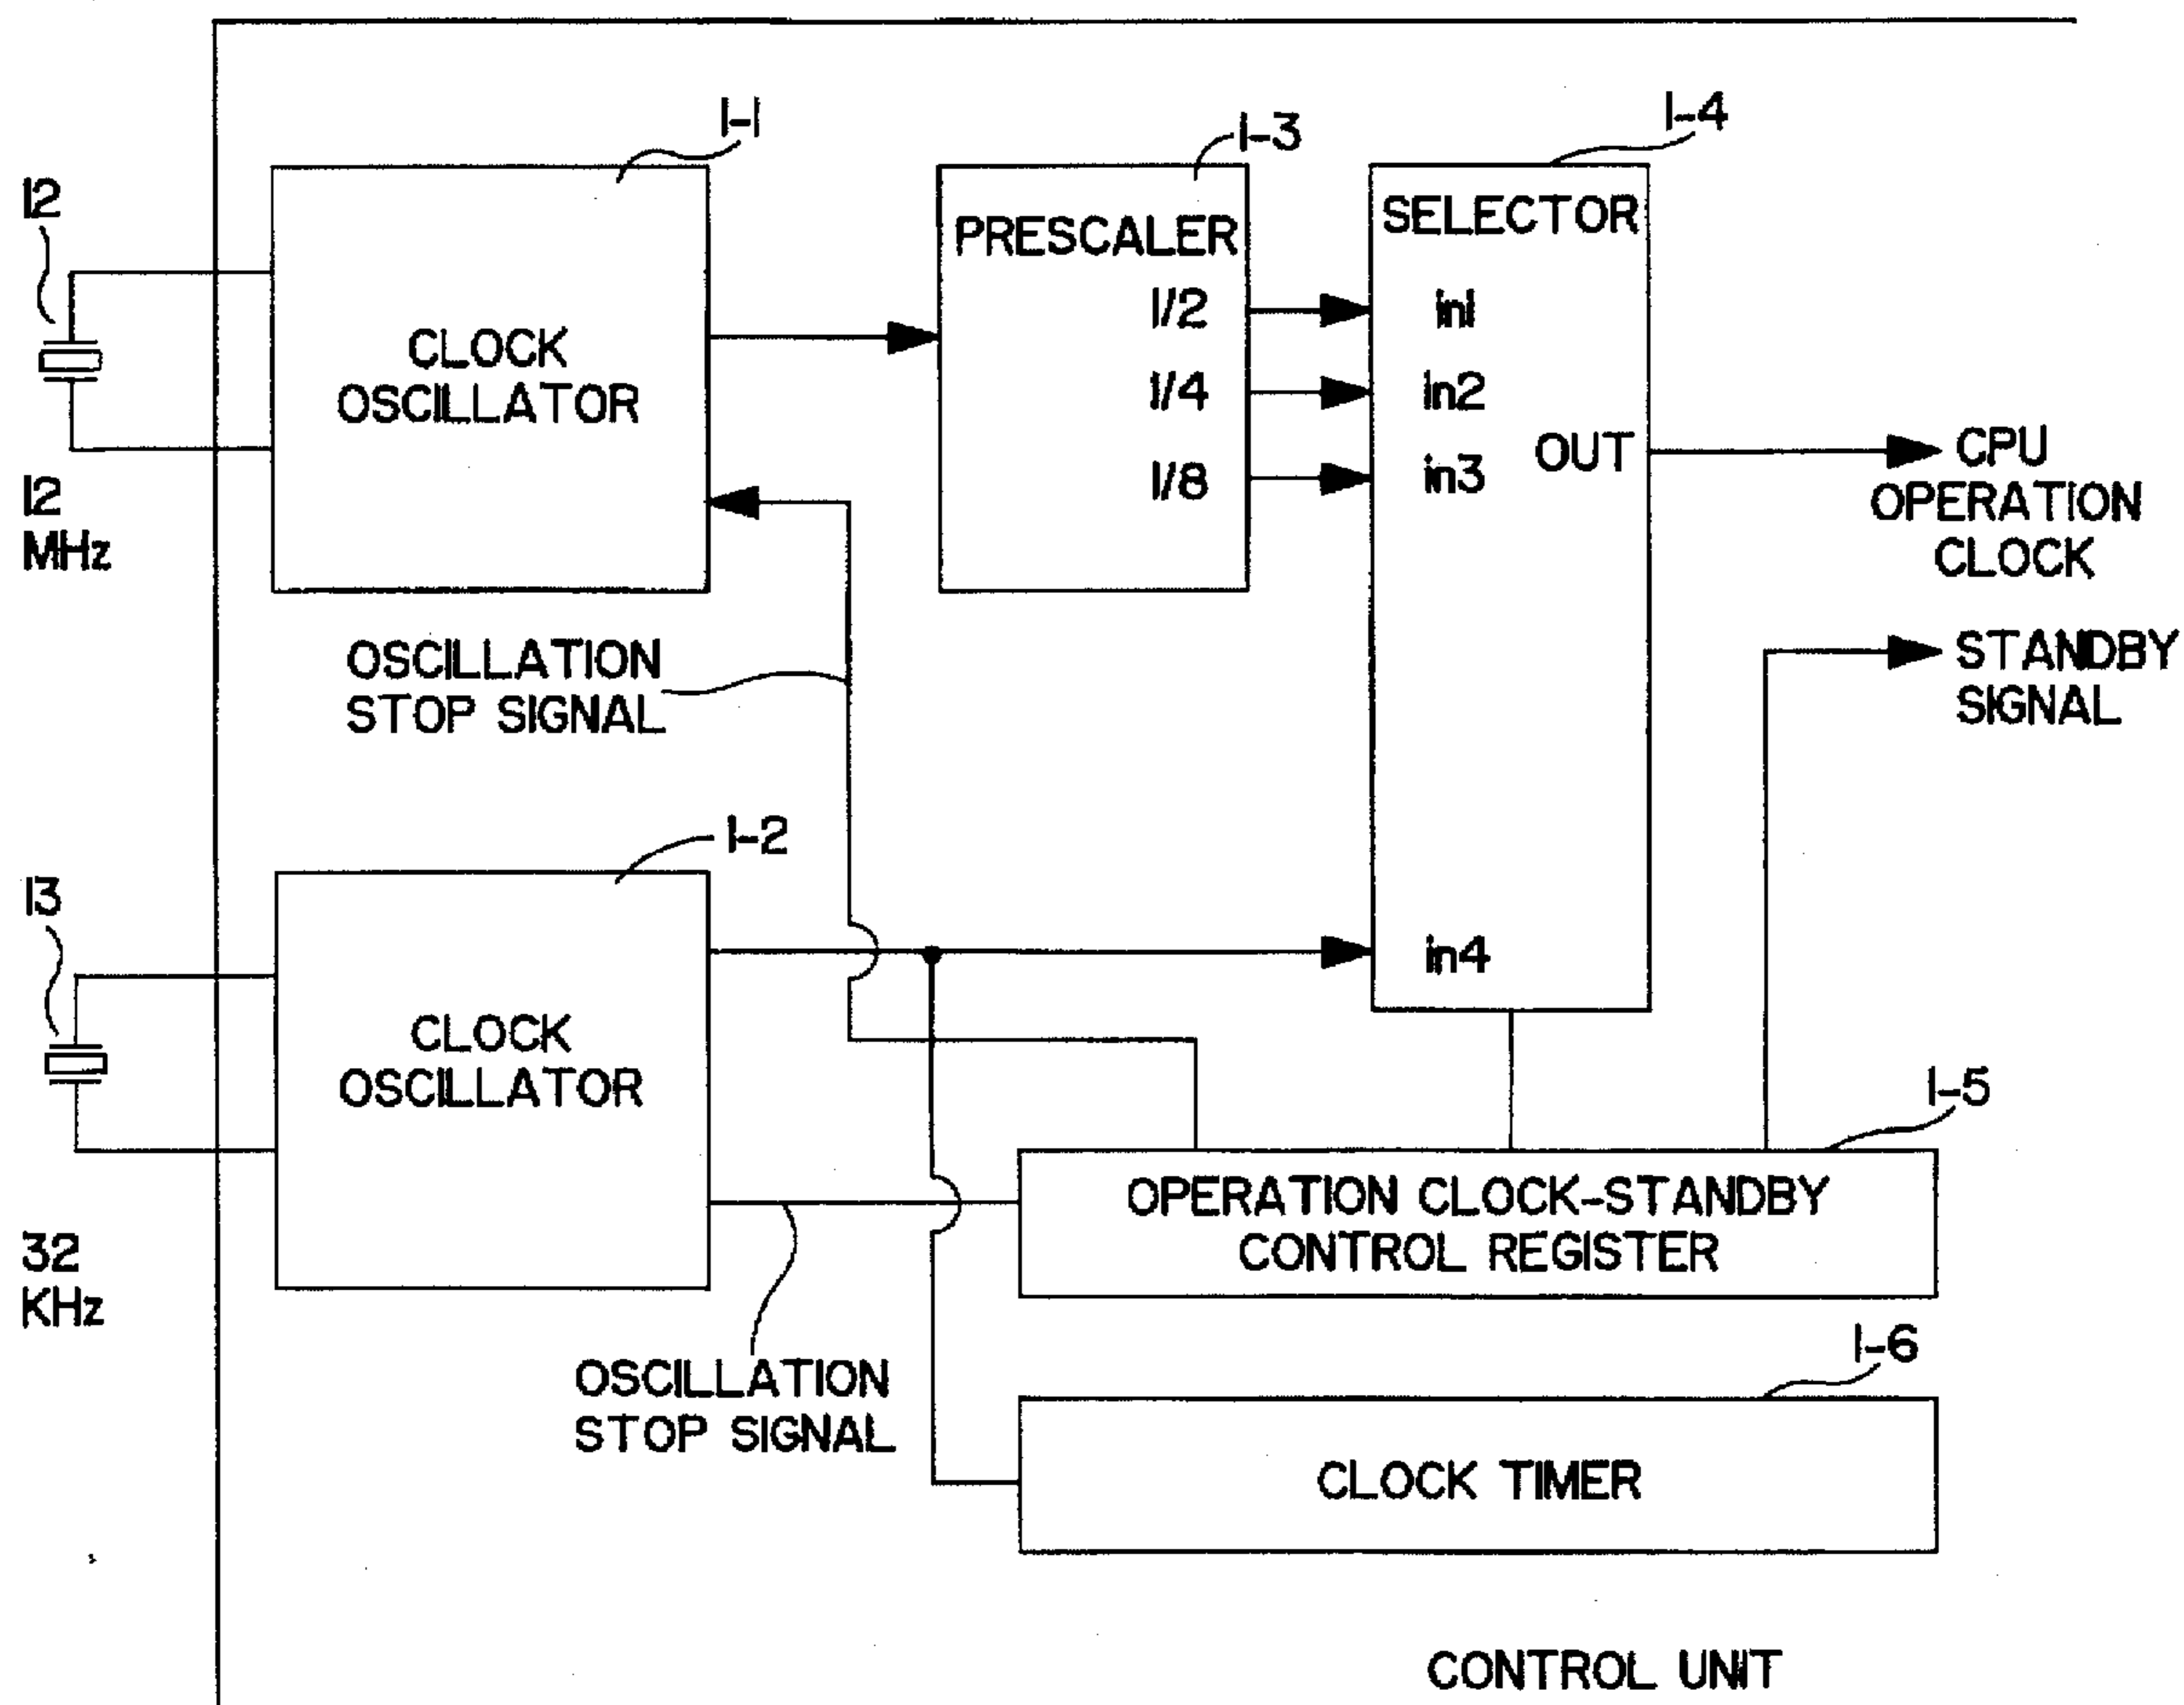 1-1
1-3
1-4
12
PRESCALER
SELECTOR
1/2
in1
CLOCK
OSCILLATOR
1/4
in2
OUT
CPU
OPERATION
CLOCK
1/8
in3
12
MHz
OSCILLATION
STOP SIGNAL
STANDBY
SIGNAL
1-2
13
in4
CLOCK
OSCILLATOR
1-5
OPERATION CLOCK-STANDBY
CONTROL REGISTER
32
KHz
1-6
OSCILLATION
STOP SIGNAL
CLOCK TIMER
CONTROL UNIT